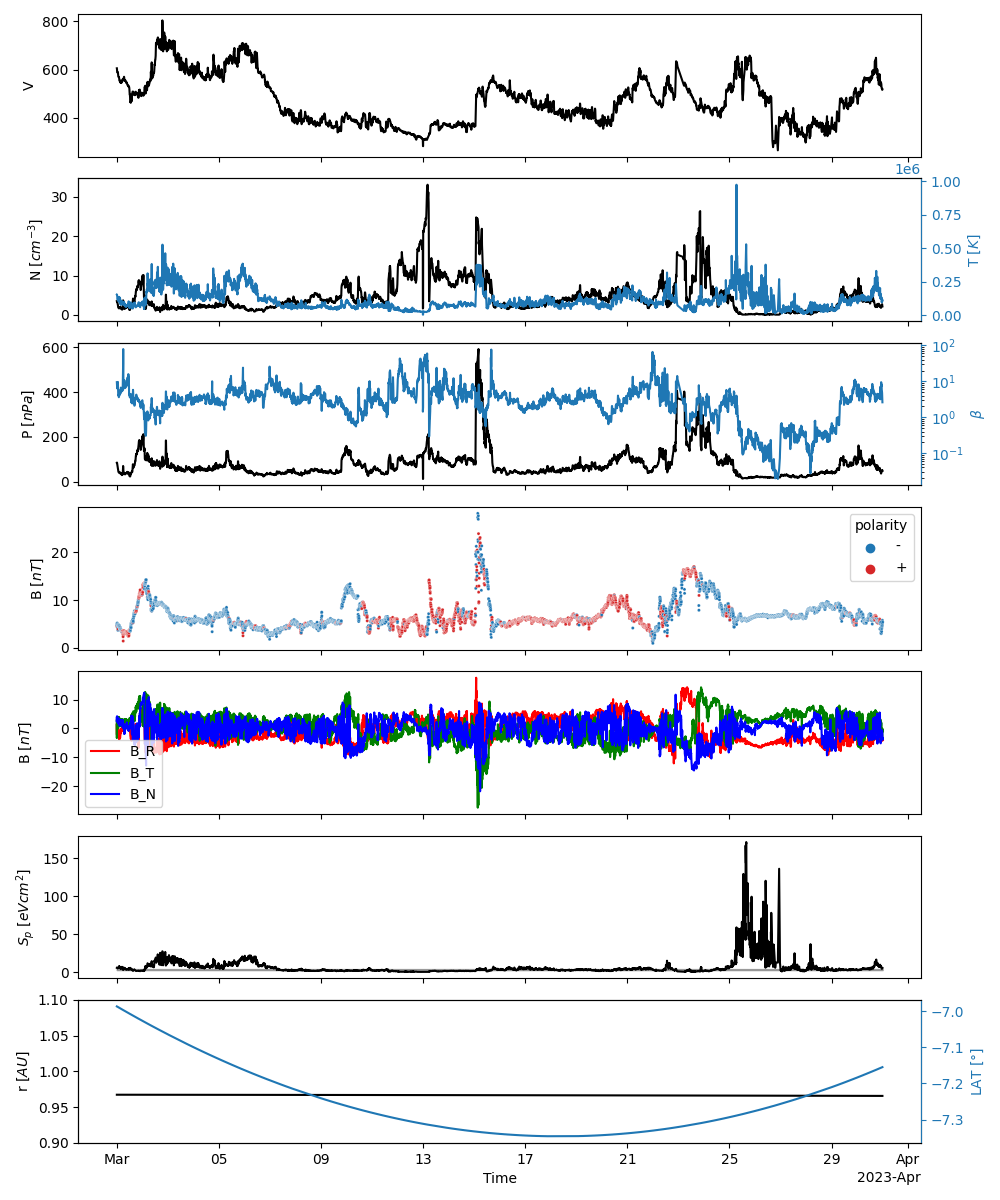 800
600
400
V
1e6
30
20
10
0
N [cm⁻³]
1.00
0.75
0.50
0.25
0.00
T [K]
600
400
200
0
P [nPa]
10²
10¹
10⁰
10⁻¹
β
20
10
0
B [nT]
polarity
-
+
10
0
−10
−20
B [nT]
B_R
B_T
B_N
150
100
50
0
Sₚ [eVcm²]
1.10
1.05
1.00
0.95
0.90
r [AU]
−7.0
−7.1
−7.2
−7.3
LAT [°]
Mar 05 09 13 17 21 25 29 Apr
Time
2023-Apr